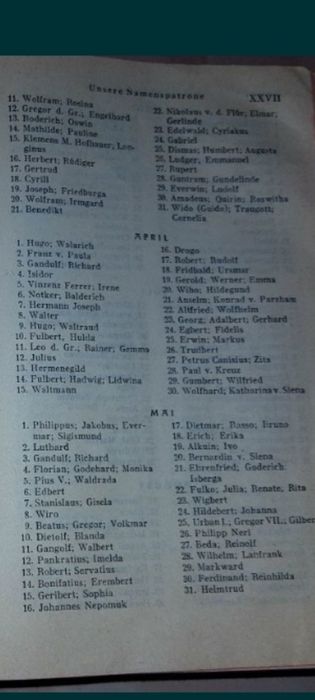 Unsere Namenspatrone XXVII
11. Wolfram; Rosina
12. Gregor d. Gr.; Engelhard
13. Roderich; Oswin
14. Mathilde; Pauline
15. Klemens M. Hofbauer; Lon-
ginus
16. Herbert; Rüdiger
17. Gertrud
18. Cyrill
19. Joseph; Friedburga
20. Wolfram; Irmgard
21. Benedikt
22. Nikolaus v. d. Flüe; Elmar;
Gerlinde
23. Edelwald; Cyriakus
24. Gabriel
25. Dismas; Humbert; Augusta
26. Ludger, Emmanuel
27. Rupert
28. Guntram; Gundelinde
29. Everwin; Ludolf
30. Amadeus; Quirin; Roswitha
31. Wido (Guido); Traugott;
Cornelia
APRIL
1. Hugo; Walarich
2. Franz v. Paula
3. Gandulf; Richard
4. Isidor
5. Vinzenz Ferrer; Irene
6. Notker; Balderich
7. Hermann Joseph
8. Walter
9. Hugo; Waltraud
10. Fulbert, Hulda
11. Leo d. Gr.; Rainer; Gemma
12. Julius
13. Hermenegild
14. Fulbert; Hadwig; Lidwina
15. Waltmann
16. Drogo
17. Robert; Rudolf
18. Feidbald; Ursmar
19. Gerold; Werner; Emma
20. Wiho; Hildegund
21. Anselm; Konrad v. Parzham
22. Altfried; Wolfhelm
23. Georg; Adalbert; Gerhard
24. Egbert; Fidelis
25. Erwin; Markus
26. Trudbert
27. Petrus Canisius; Zita
28. Paul v. Kreuz
29. Gumbert; Wilfried
30. Wolfhard; Katharina v. Siena
MAI
1. Philippus; Jakobus, Ever-
mar; Sigismund
2. Luthard
3. Gandulf; Richard
4. Florian; Godehard; Monika
5. Pius V.; Waldrada
6. Edbert
7. Stanislaus; Gisela
8. Wiro
9. Beatus; Gregor; Volkmar
10. Dietolf; Blanda
11. Gangolf; Walbert
12. Pankratius; Imelda
13. Robert; Servatius
14. Bonifatius; Erembert
15. Geribert; Sophia
16. Johannes Nepomuk
17. Dietmar; Basso; Bruno
18. Erich; Erika
19. Alkuin; Ivo
20. Bernardin v. Siena
21. Ehrenfried; Goderich
Isberga
22. Fulko; Julia; Renate, Rita
23. Wigbert
24. Hildebert; Johanna
25. Urban I., Gregor VII.; Gilber
26. Philipp Neri
27. Beda, Reinolf
28. Wilhelm; Lanfrank
29. Markward
30. Ferdinand; Reinhilda
31. Helmtrud